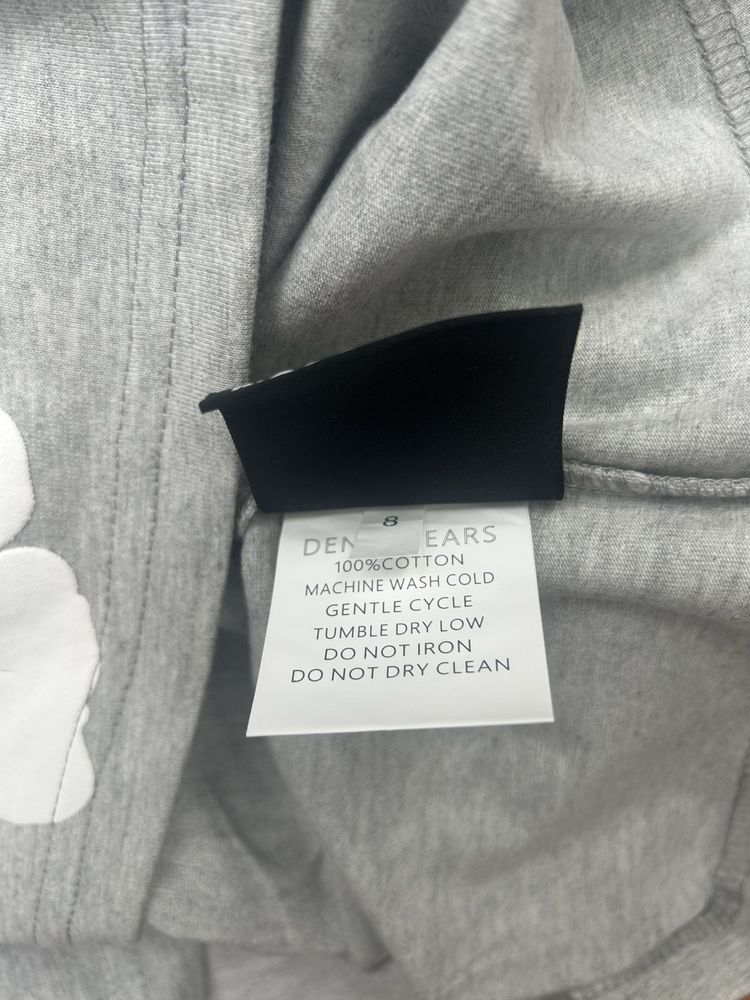 8
DEN EARS
100%COTTON
MACHINE WASH COLD
GENTLE CYCLE
TUMBLE DRY LOW
DO NOT IRON
DO NOT DRY CLEAN